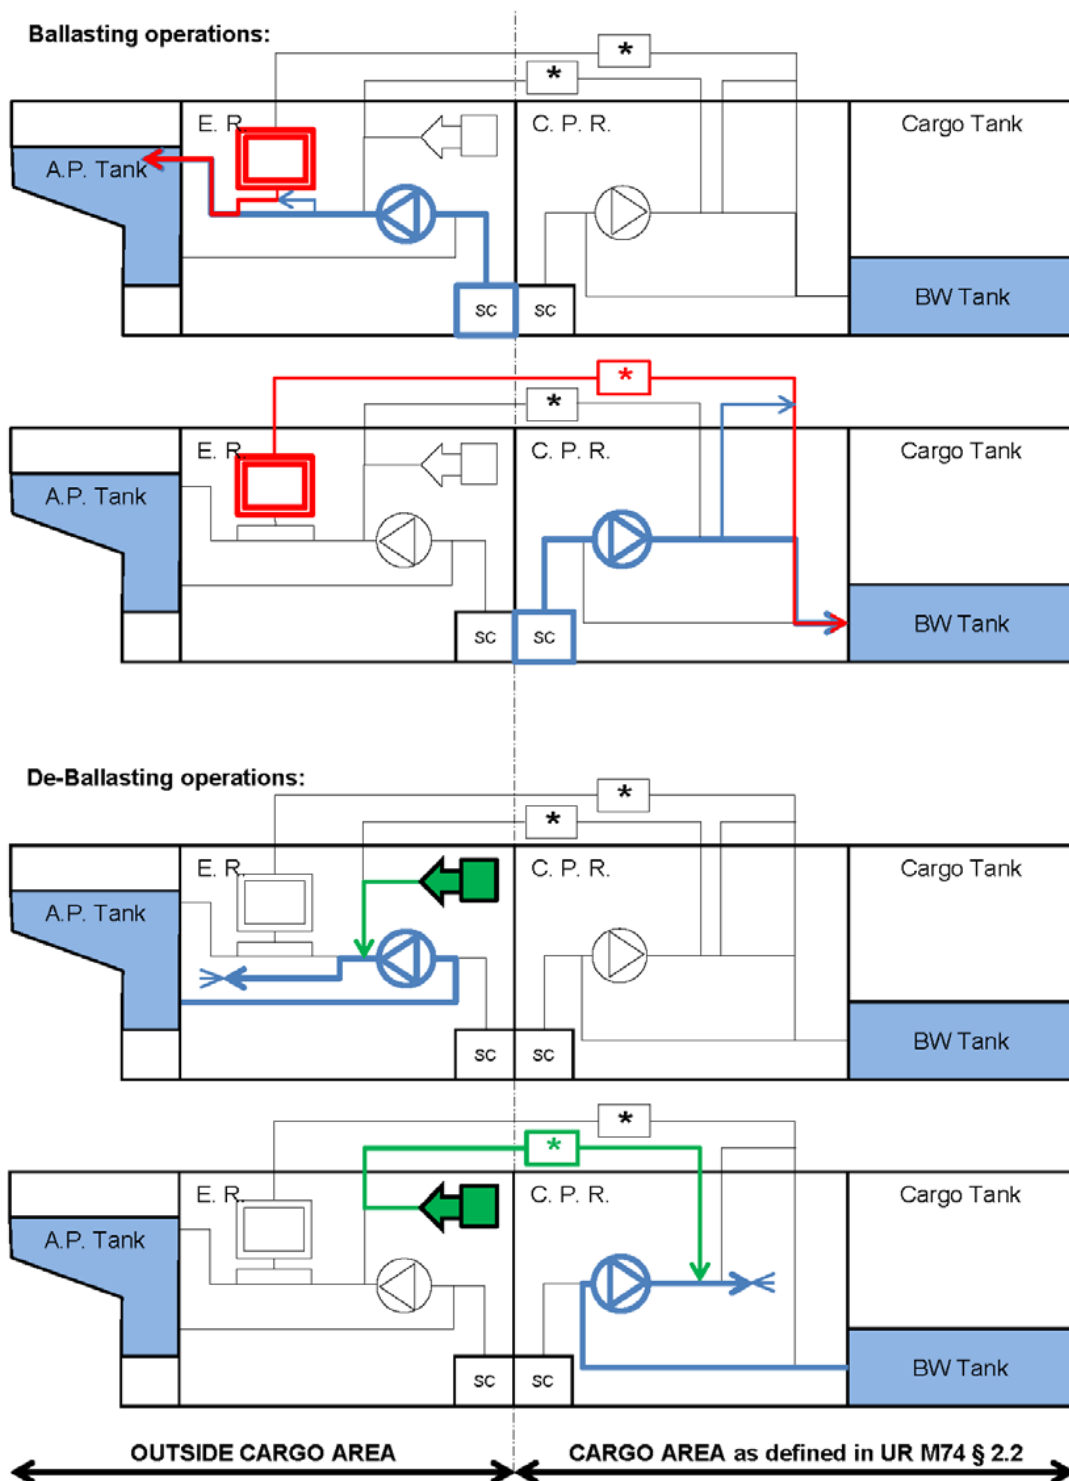 Ballasting operations:
*
*
E. R.
C. P. R.
Cargo Tank
A.P. Tank
BW Tank
SC
SC
*
*
E. R.
C. P. R.
Cargo Tank
A.P. Tank
BW Tank
SC
SC
De-Ballasting operations:
*
*
E. R.
C. P. R.
Cargo Tank
A.P. Tank
BW Tank
SC
SC
*
*
E. R.
C. P. R.
Cargo Tank
A.P. Tank
BW Tank
SC
SC
OUTSIDE CARGO AREA
CARGO AREA as defined in UR M74 § 2.2